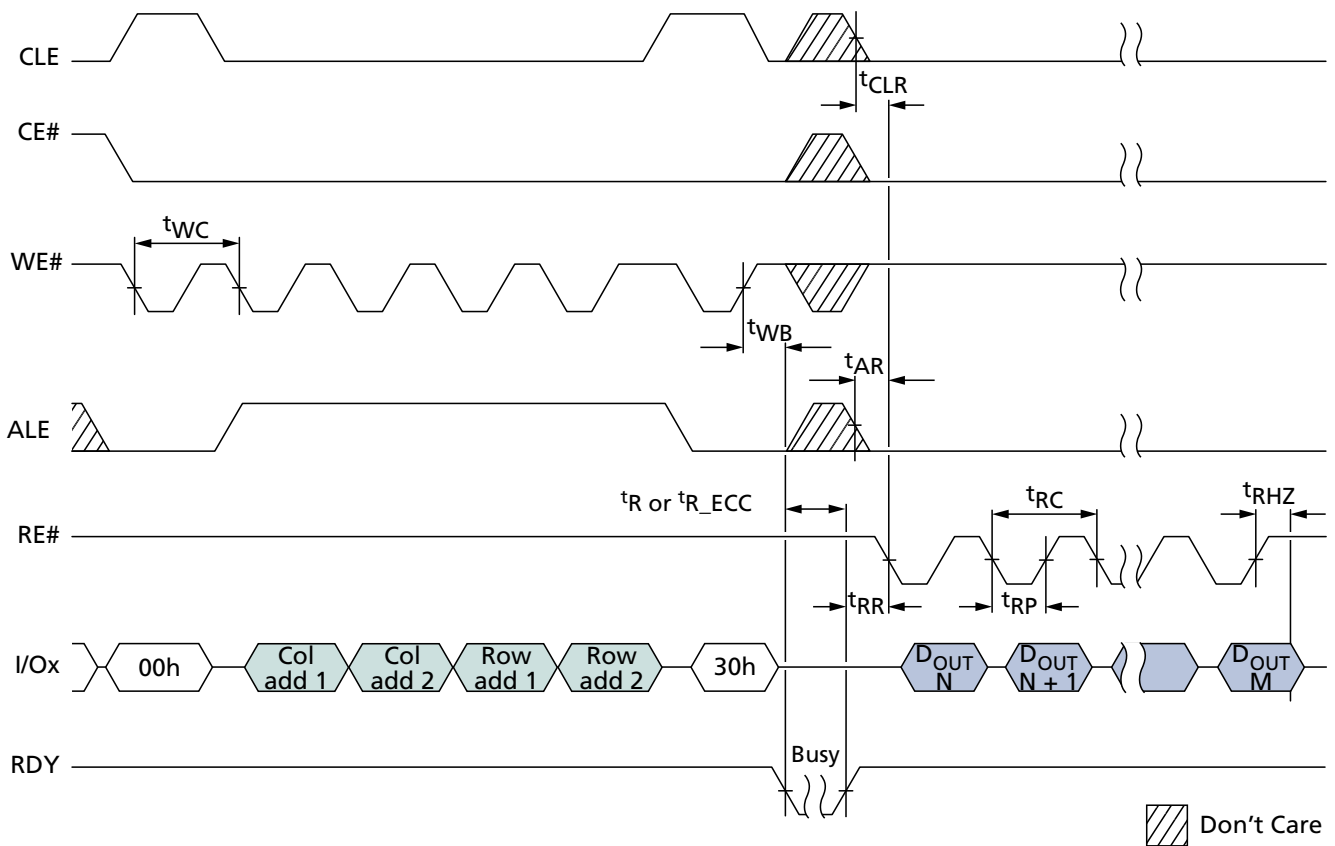 CLE
tCLR
CE#
tWC
WE#
tWB
tAR
ALE
tR or tR_ECC
tRC
tRHZ
RE#
tRR
tRP
I/Ox
00h
Col
add 1
Col
add 2
Row
add 1
Row
add 2
30h
DOUT
N
DOUT
N + 1
DOUT
M
RDY
Busy
Don't Care